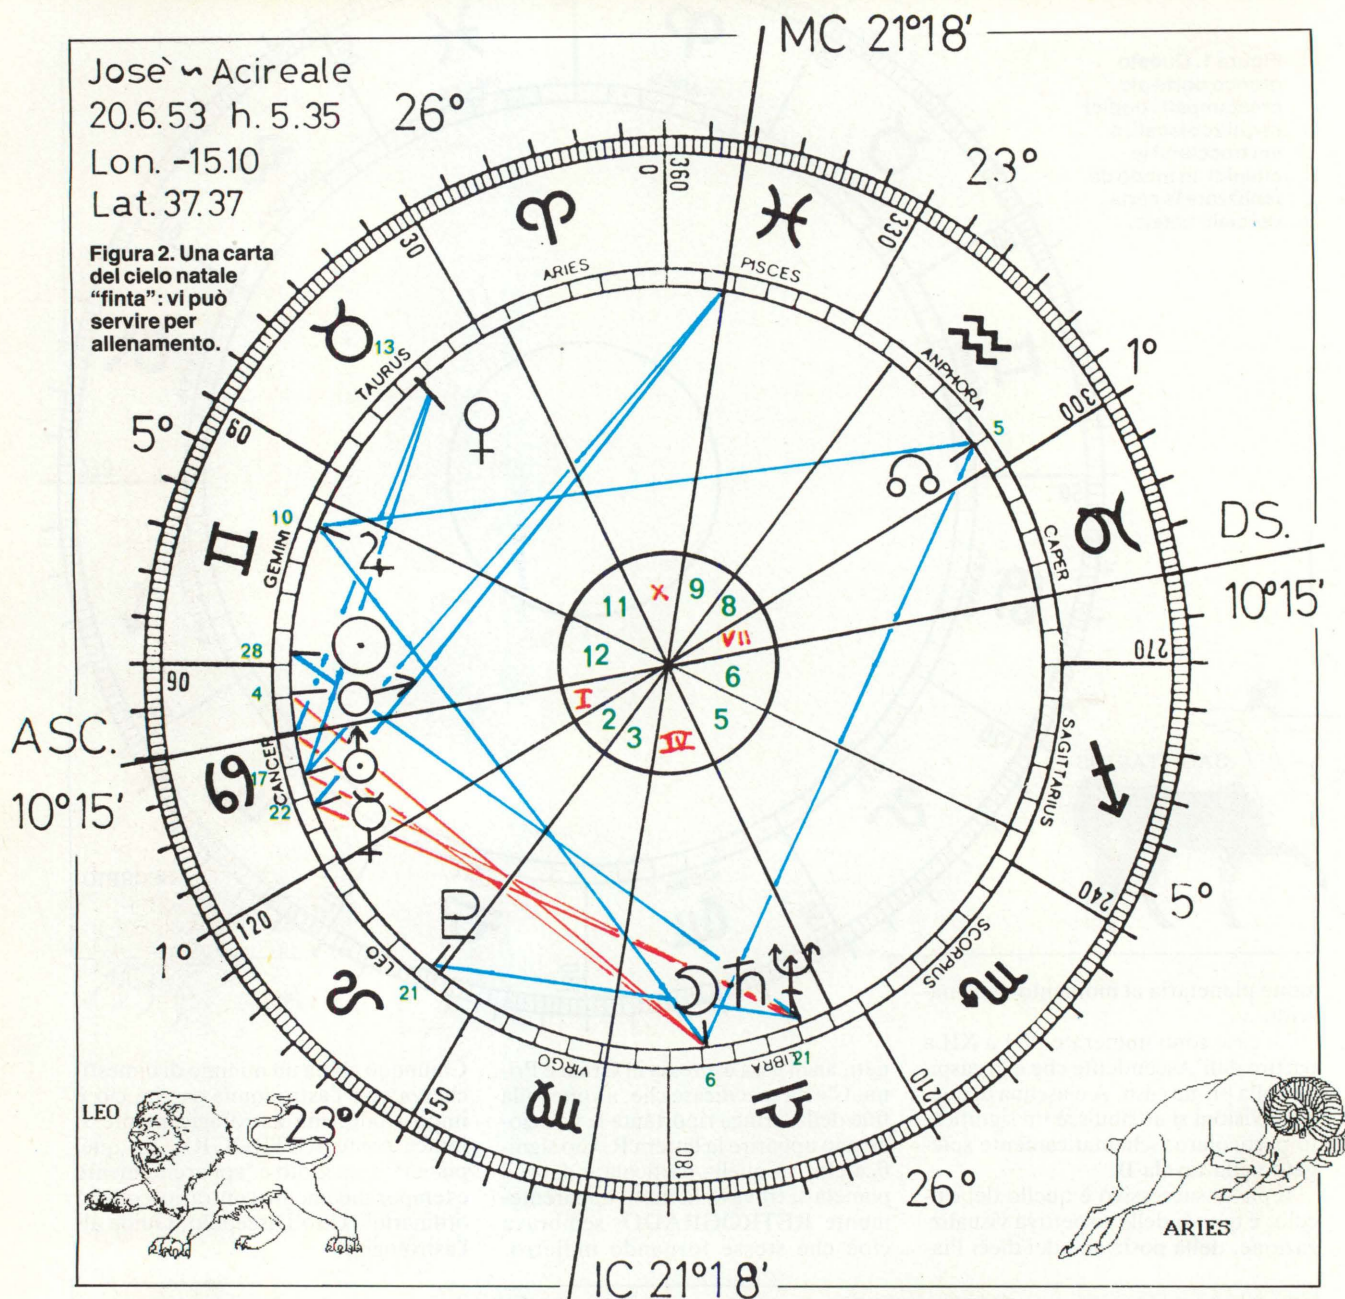 MC 21°18'
Josè ~ Acireale
20.6.53 h. 5.35
Lon. -15.10
Lat. 37.37
Figura 2. Una carta
del cielo natale
"finta": vi può
servire per
allenamento.
26°
23°
0
360
30
330
ARIES
PISCES
13
TAURUS
ANPHORA
1°
300
5
5°
60
10
GEMINI
CAPER
DS.
10°15'
X
9
11
8
VII
12
6
I
2
3
IV
5
28
90
4
270
ASC.
10°15'
CANCER
17
22
SAGITTARIUS
240
5°
SCORPIUS
120
1°
LEO
21
LIBRA
21
VIRGO
6
150
210
180
23°
26°
LEO
ARIES
IC 21°18'